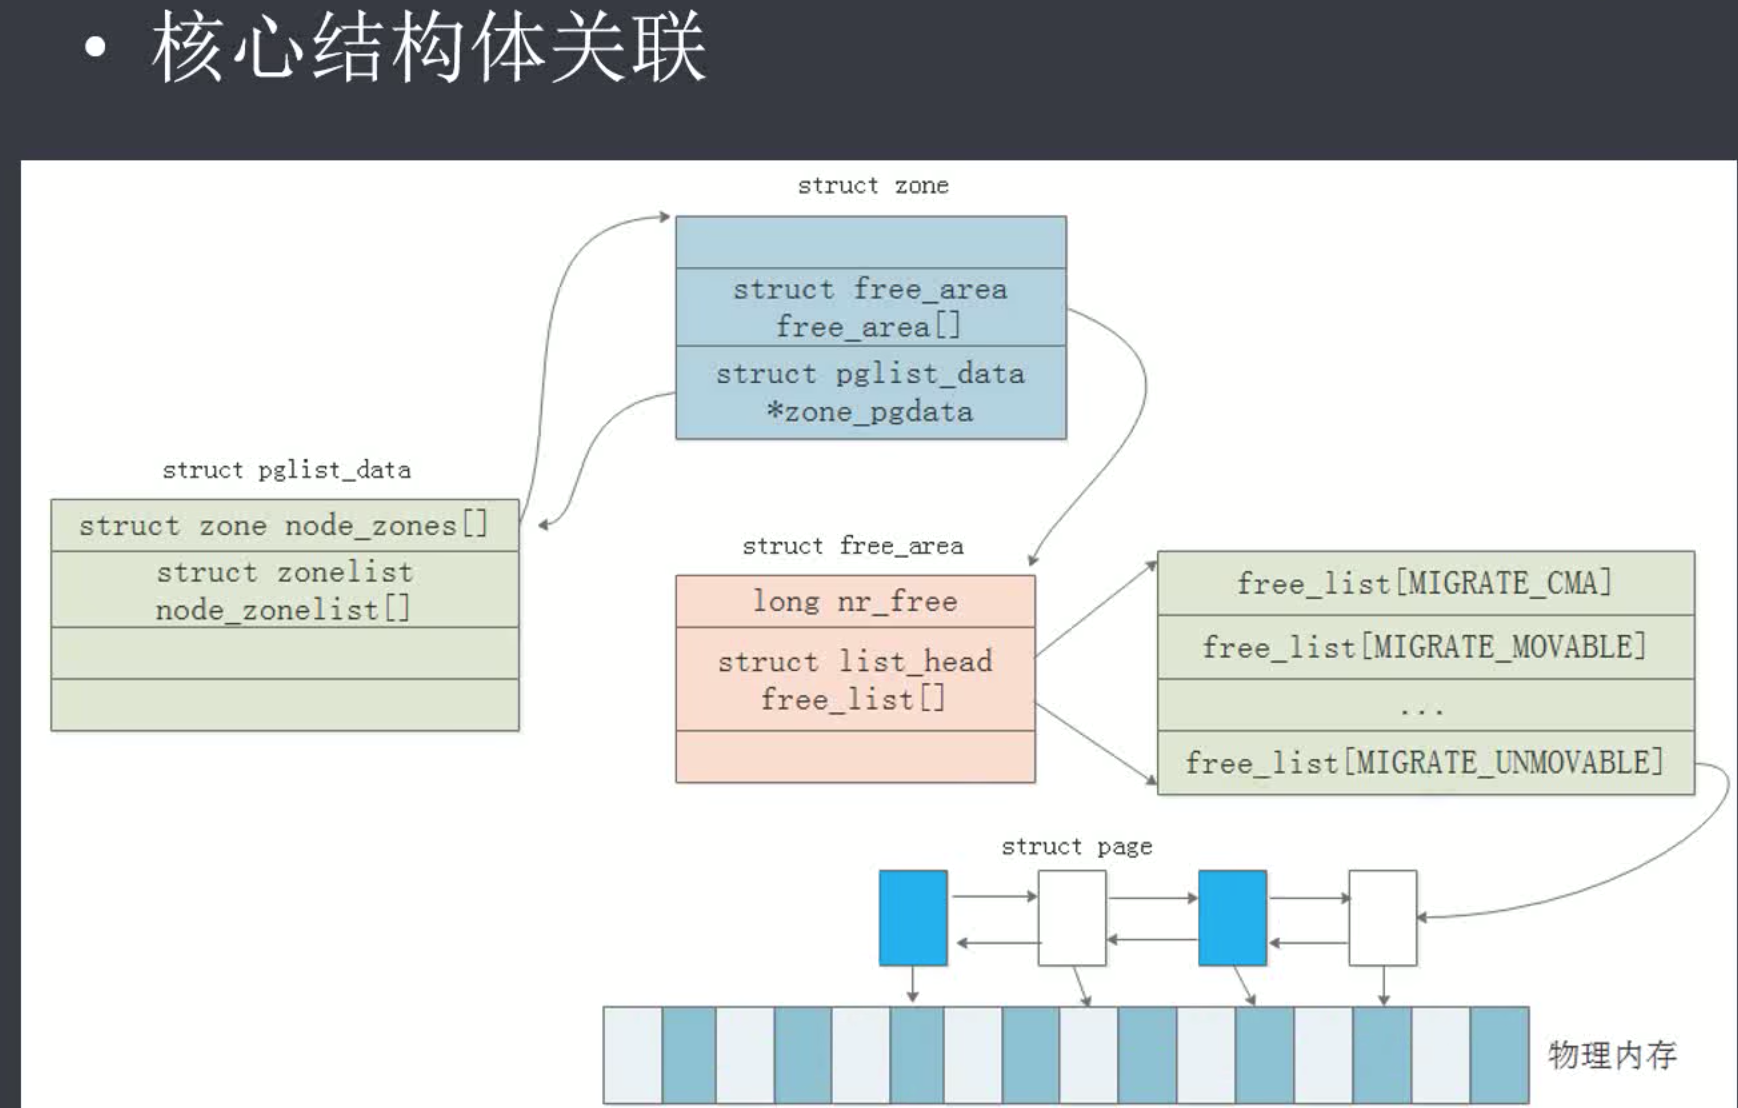 • 核心结构体关联
struct zone
struct free_area
free_area[]
struct pglist_data
*zone_pgdata
struct pglist_data
struct zone node_zones[]
struct zonelist
node_zonelist[]
struct free_area
long nr_free
struct list_head
free_list[]
free_list[MIGRATE_CMA]
free_list[MIGRATE_MOVABLE]
...
free_list[MIGRATE_UNMOVABLE]
struct page
物理内存